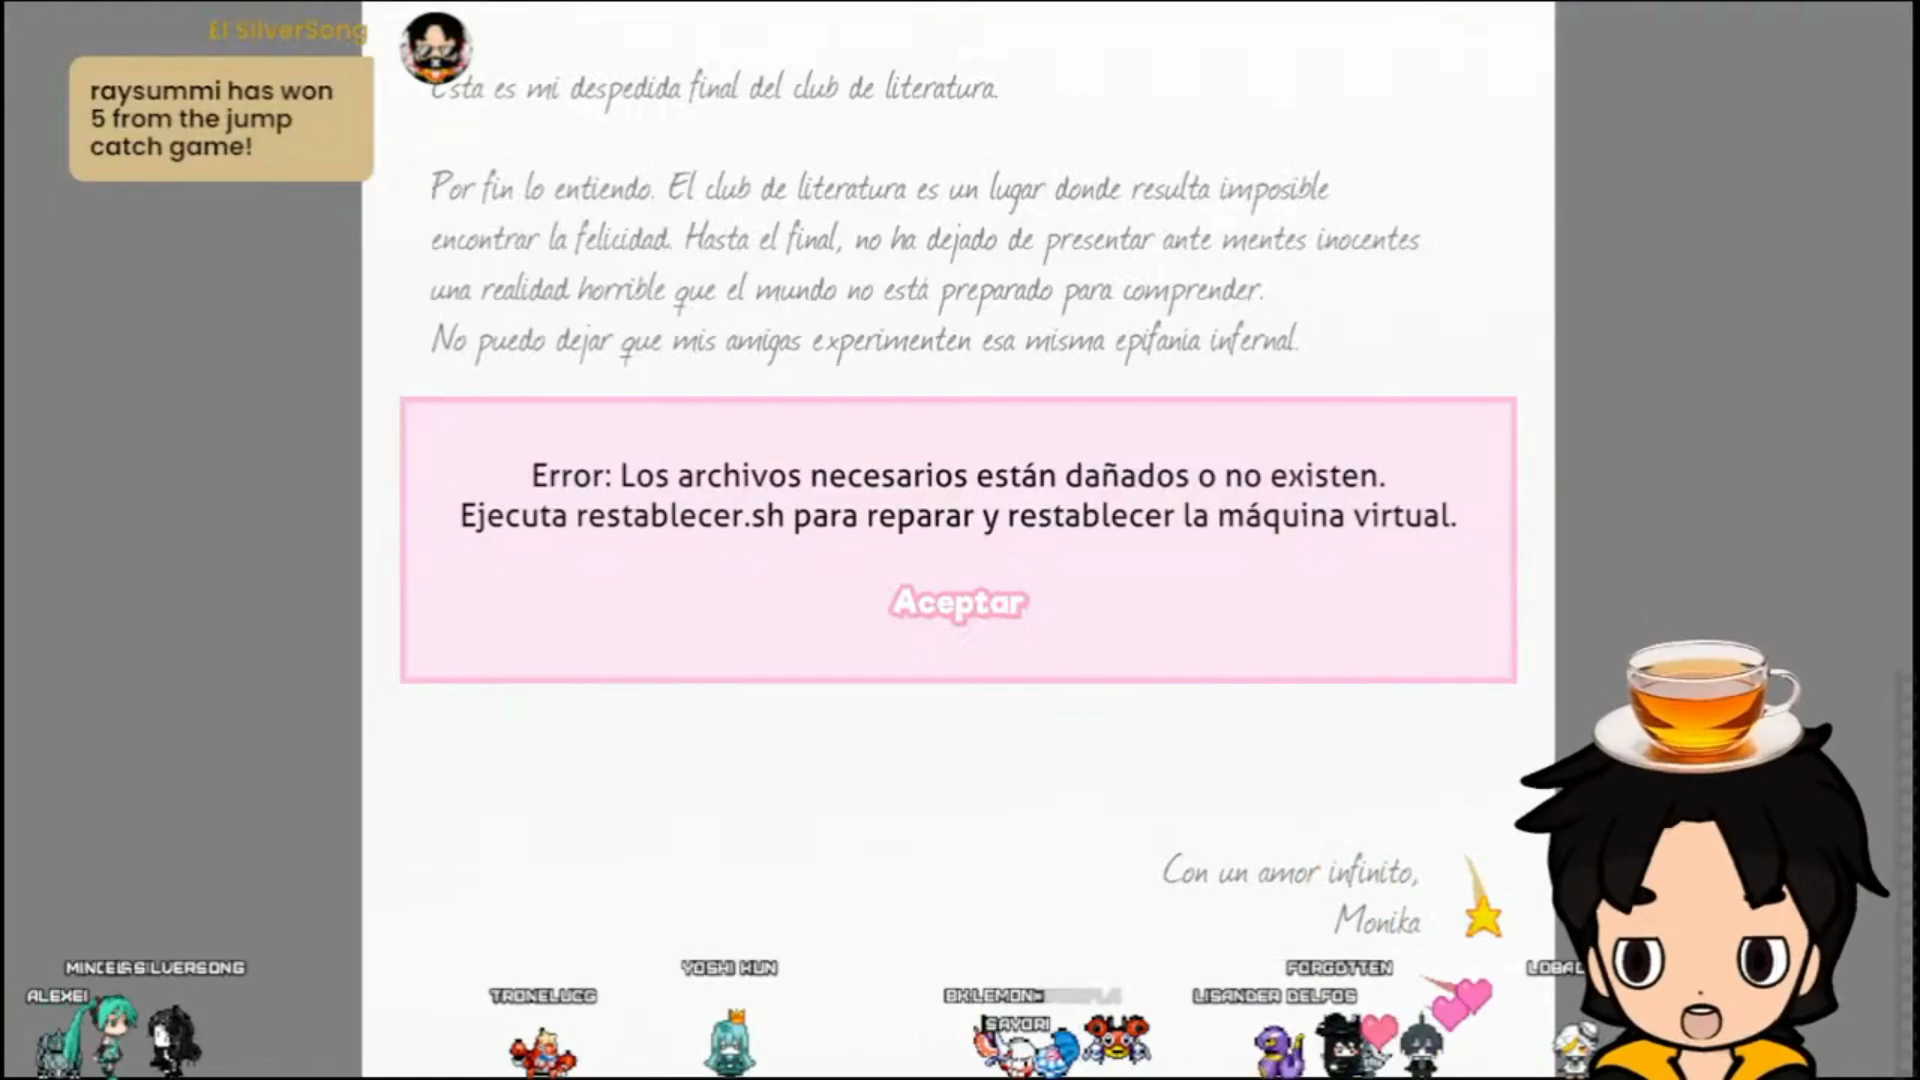 El SilverSong
raysummi has won
5 from the jump
catch game!
Esta es mi despedida final del club de literatura.
Por fin lo entiendo. El club de literatura es un lugar donde resulta imposible
encontrar la felicidad. Hasta el final, no ha dejado de presentar ante mentes inocentes
una realidad horrible que el mundo no está preparado para comprender.
No puedo dejar que mis amigas experimenten esa misma epifanía infernal.
Error: Los archivos necesarios están dañados o no existen.
Ejecuta restablecer.sh para reparar y restablecer la máquina virtual.
Aceptar
Con un amor infinito,
Monika
SILVERSONG
YOSHI KUN
FORGOTTEN
ALEXEI
TRONELUCG
LISANDER DELFOS
SAYORI